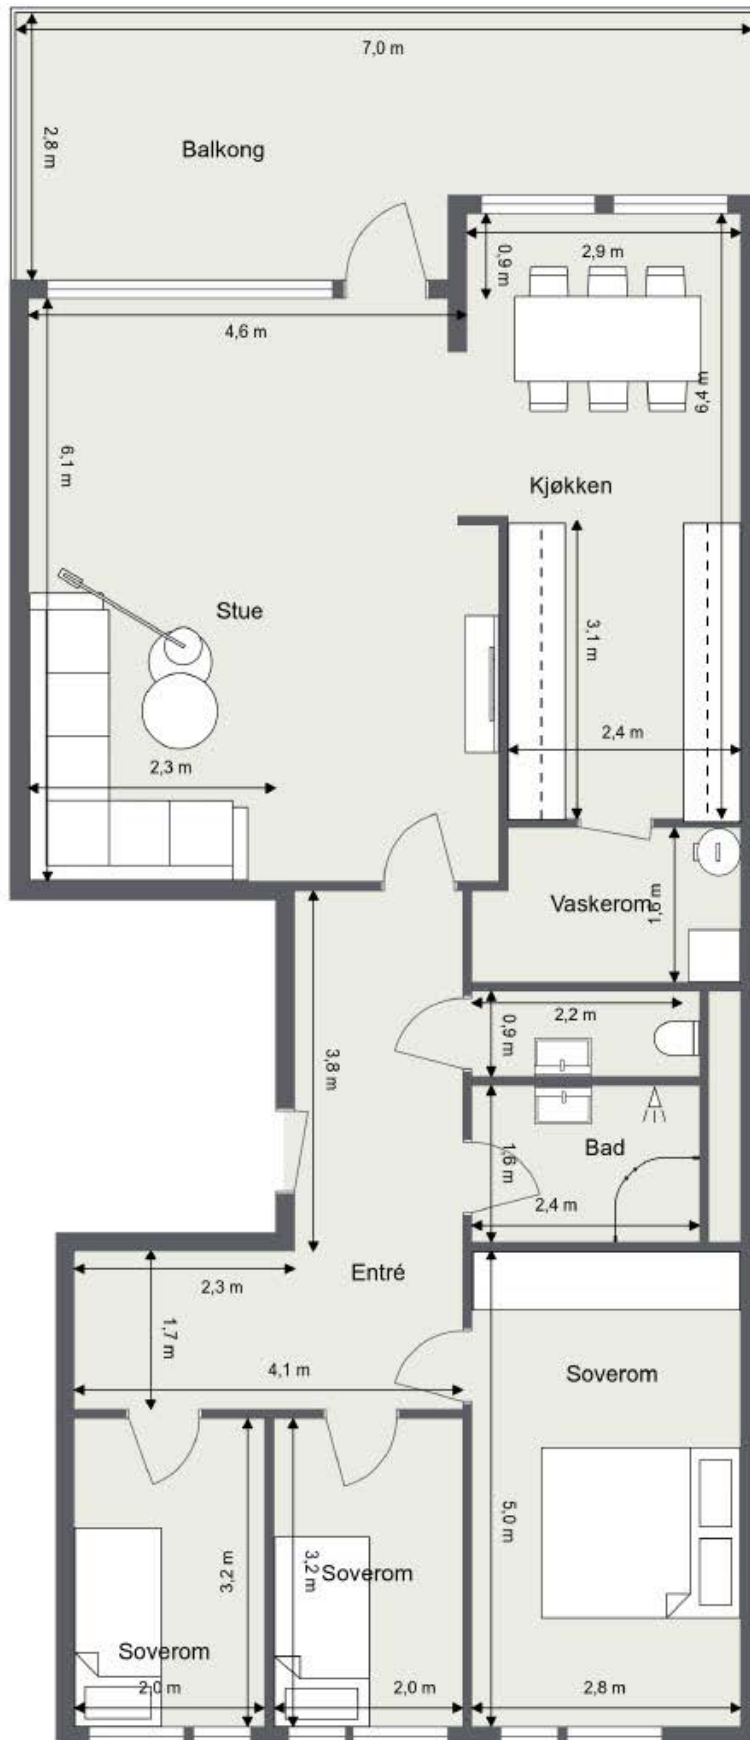 7,0 m
2,8 m
Balkong
0,9 m
2,9 m
4,6 m
6,4 m
6,1 m
Kjøkken
Stue
3,1 m
2,4 m
2,3 m
Vaskerom
1,6 m
2,2 m
0,9 m
3,8 m
1,6 m
Bad
2,4 m
Entré
2,3 m
1,7 m
4,1 m
Soverom
5,0 m
3,2 m
3,2 m
Soverom
Soverom
2,0 m
2,0 m
2,8 m